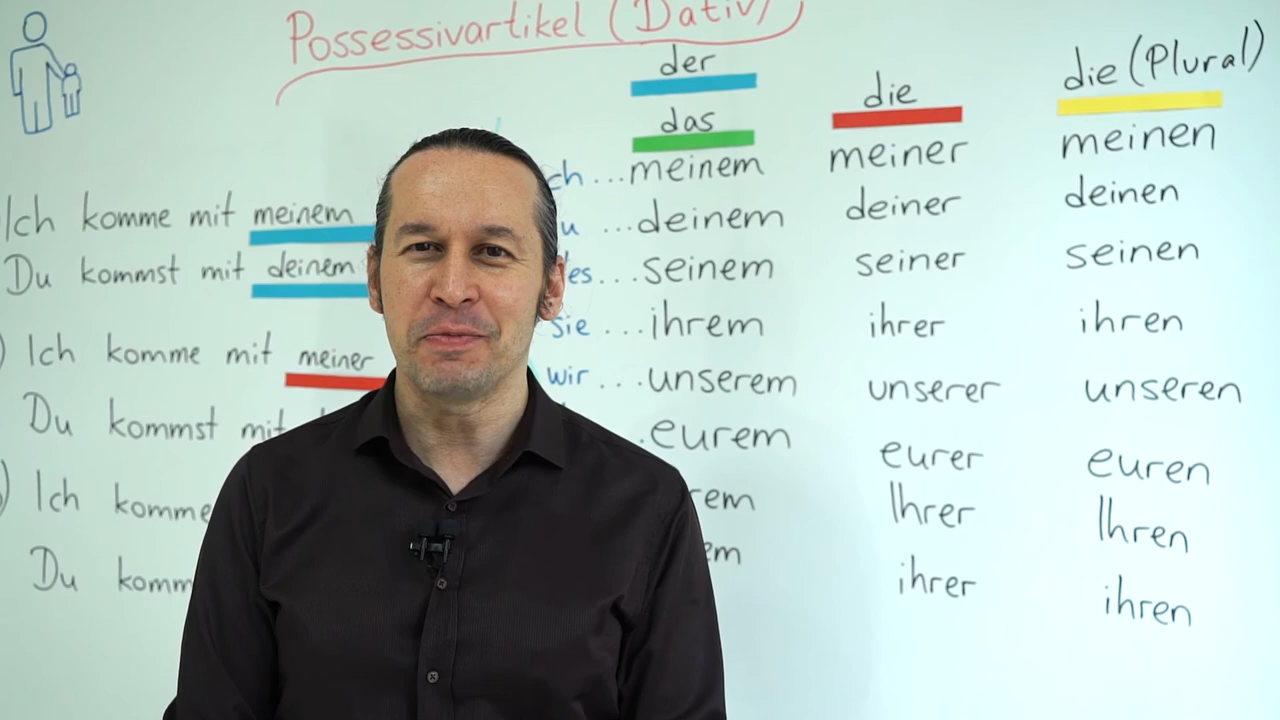 Possessivartikel (Dativ)
der
das
die
die (Plural)
Ich komme mit meinem
Du kommst mit deinem
Ich komme mit meiner
Du kommst mit
Ich komme
Du
ch ... meinem meiner meinen
u ... deinem deiner deinen
es ... seinem seiner seinen
sie ... ihrem ihrer ihren
wir ... unserem unserer unseren
eurem eurer euren
rem Ihrer Ihren
em ihrer ihren